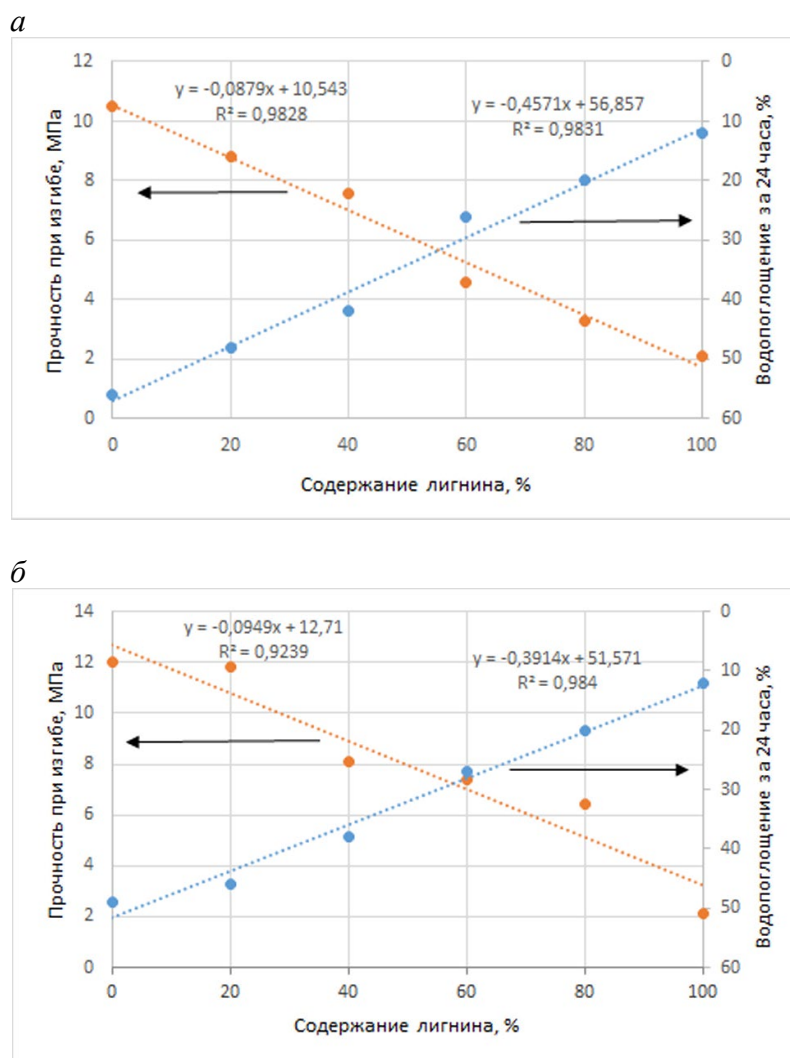 а
12
10
8
6
4
2
0
Прочность при изгибе, МПа
y = -0,0879x + 10,543
R² = 0,9828
y = -0,4571x + 56,857
R² = 0,9831
0
10
20
30
40
50
60
Водопоглощение за 24 часа, %
0 20 40 60 80 100
Содержание лигнина, %
б
14
12
10
8
6
4
2
0
Прочность при изгибе, МПа
y = -0,0949x + 12,71
R² = 0,9239
y = -0,3914x + 51,571
R² = 0,984
0
10
20
30
40
50
60
Водопоглощение за 24 часа, %
0 20 40 60 80 100
Содержание лигнина, %